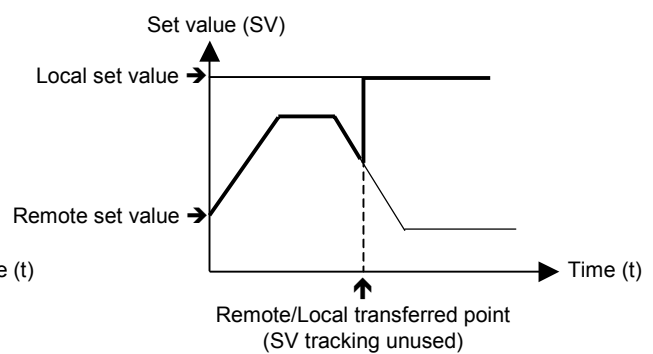 Set value (SV)
Local set value
Remote set value
e (t)
Time (t)
Remote/Local transferred point
(SV tracking unused)